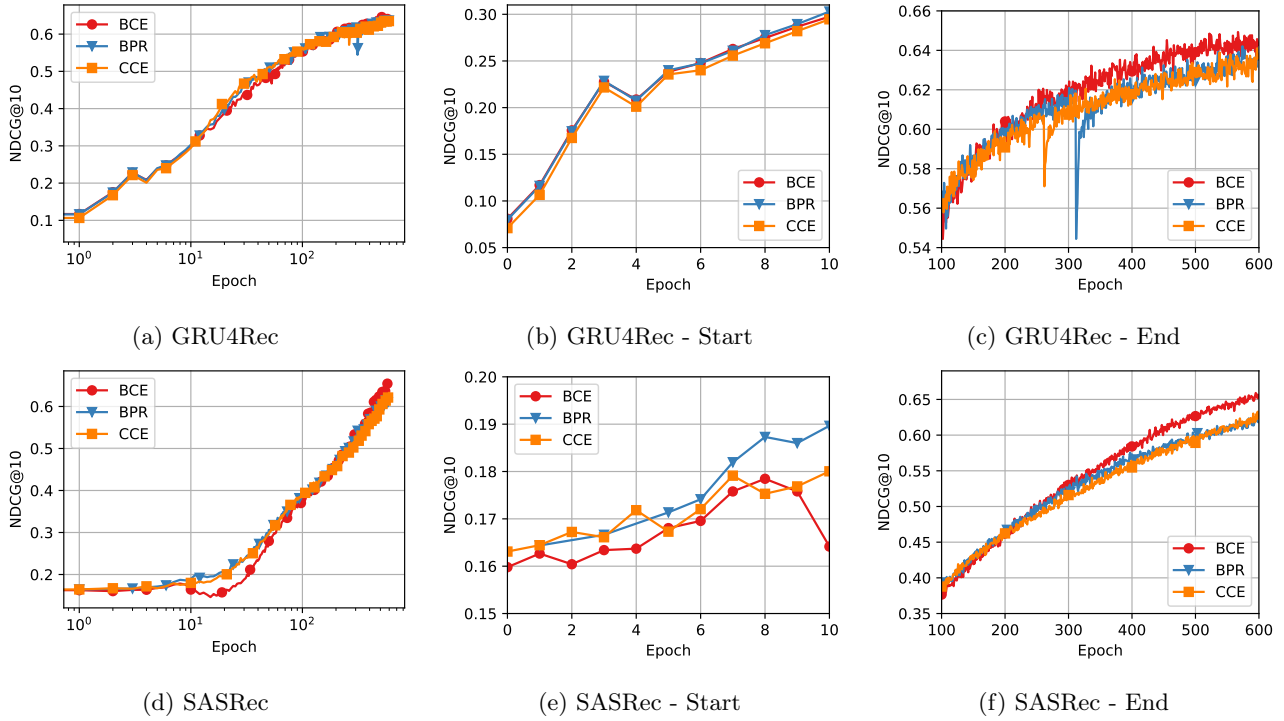 0.6
0.5
0.4
0.3
0.2
0.1
NDCG@10
BCE
BPR
CCE
10^0
10^1
10^2
Epoch
(a) GRU4Rec
0.30
0.25
0.20
0.15
0.10
0.05
NDCG@10
BCE
BPR
CCE
0 2 4 6 8 10
Epoch
(b) GRU4Rec - Start
0.66
0.64
0.62
0.60
0.58
0.56
0.54
NDCG@10
BCE
BPR
CCE
100 200 300 400 500 600
Epoch
(c) GRU4Rec - End
0.6
0.5
0.4
0.3
0.2
NDCG@10
BCE
BPR
CCE
10^0
10^1
10^2
Epoch
(d) SASRec
0.20
0.19
0.18
0.17
0.16
0.15
NDCG@10
BCE
BPR
CCE
0 2 4 6 8 10
Epoch
(e) SASRec - Start
0.65
0.60
0.55
0.50
0.45
0.40
0.35
NDCG@10
BCE
BPR
CCE
100 200 300 400 500 600
Epoch
(f) SASRec - End